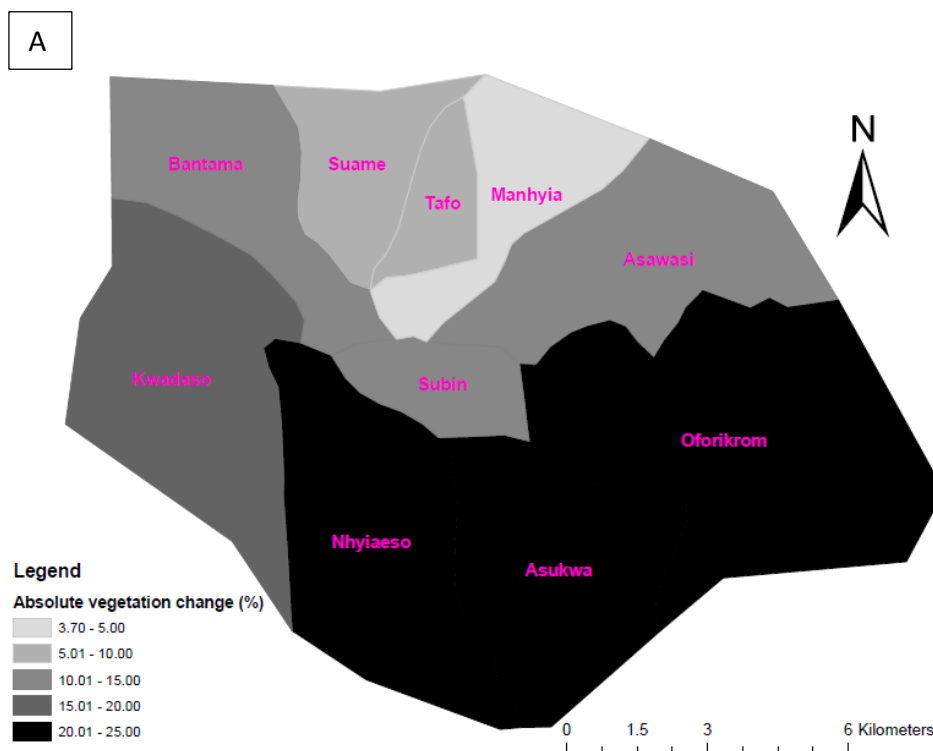 A
N
Bantama
Suame
Tafo
Manhyia
Asawasi
Kwadaso
Subin
Oforikrom
Nhyiaeso
Asukwa
Legend
Absolute vegetation change (%)
3.70 - 5.00
5.01 - 10.00
10.01 - 15.00
15.01 - 20.00
20.01 - 25.00
0 1.5 3 6 Kilometers